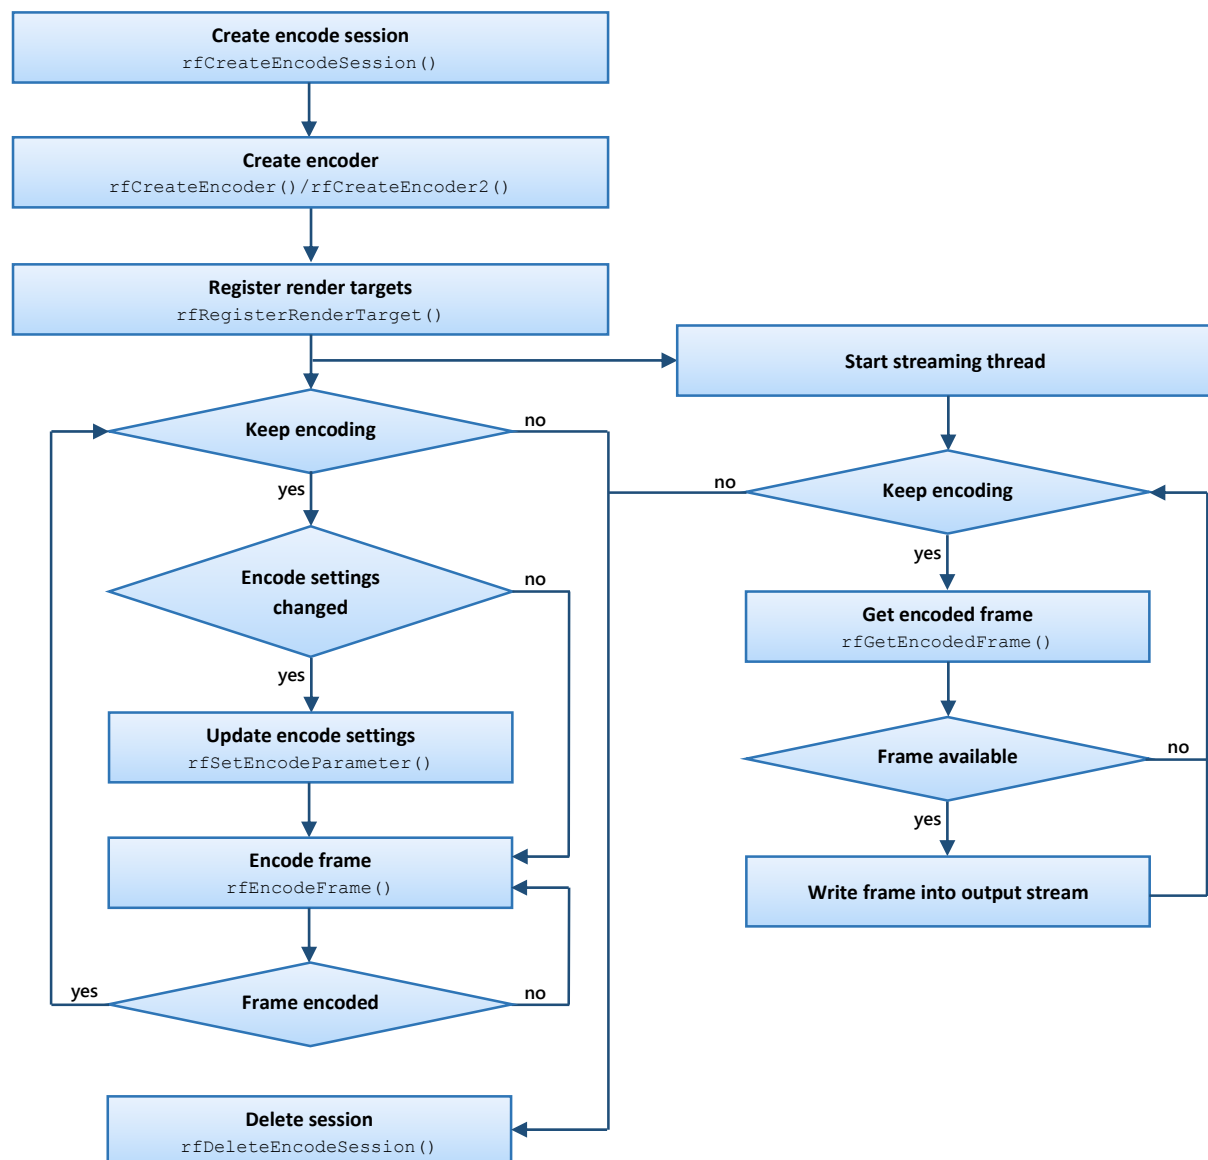 Create encode session
rfCreateEncodeSession()
Create encoder
rfCreateEncoder()/rfCreateEncoder2()
Register render targets
rfRegisterRenderTarget()
Start streaming thread
Keep encoding
no
yes
Keep encoding
no
yes
Encode settings
changed
no
yes
Get encoded frame
rfGetEncodedFrame()
Update encode settings
rfSetEncodeParameter()
Frame available
no
yes
Encode frame
rfEncodeFrame()
Write frame into output stream
yes
Frame encoded
no
Delete session
rfDeleteEncodeSession()